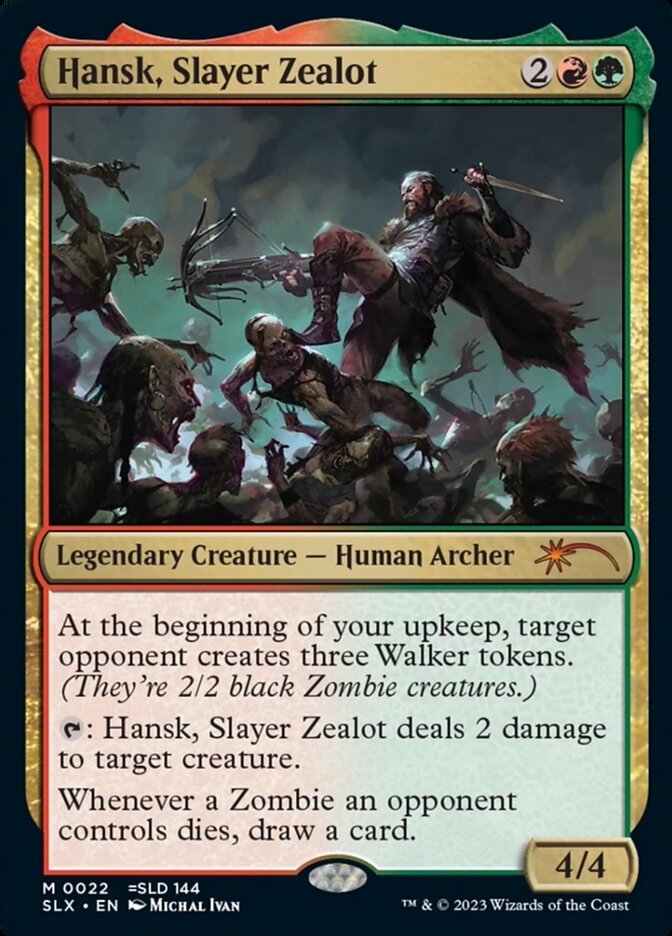 Hansk, Slayer Zealot 2
Legendary Creature — Human Archer
At the beginning of your upkeep, target
opponent creates three Walker tokens.
(They're 2/2 black Zombie creatures.)
: Hansk, Slayer Zealot deals 2 damage
to target creature.
Whenever a Zombie an opponent
controls dies, draw a card.
4/4
M 0022 =SLD 144
SLX • EN Michal Ivan
™ & © 2023 Wizards of the Coast